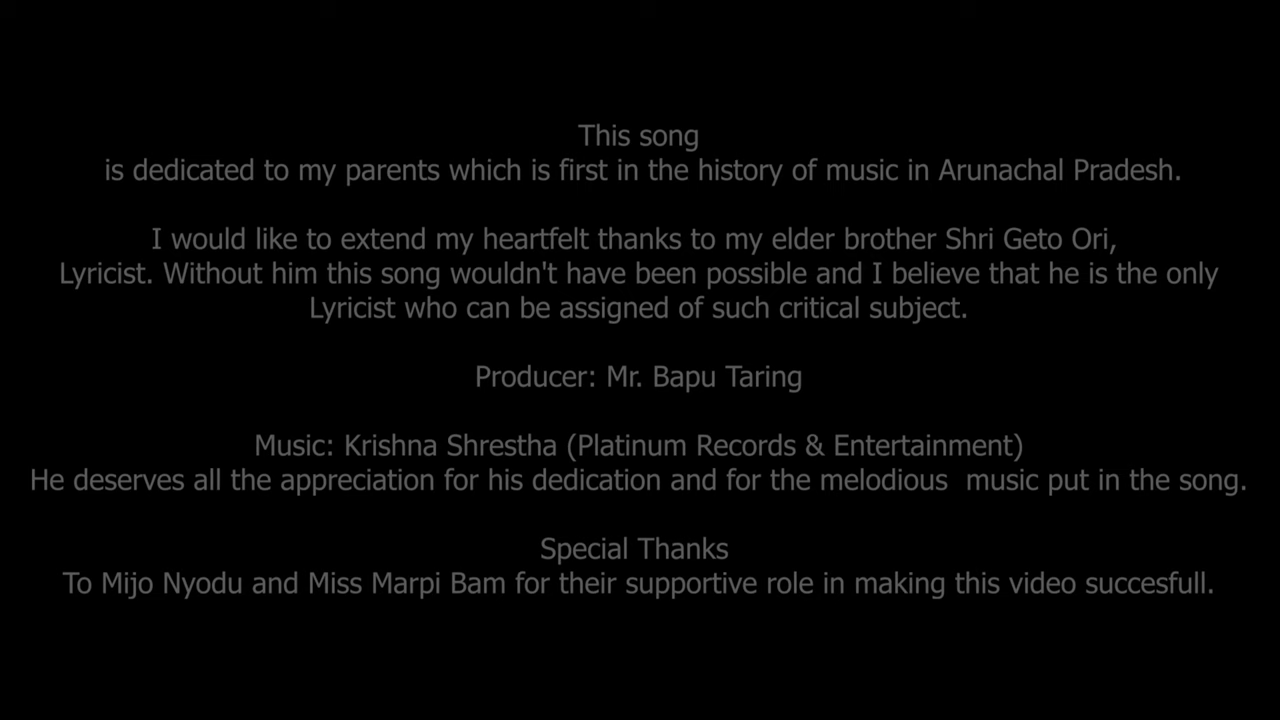 This song
is dedicated to my parents which is first in the history of music in Arunachal Pradesh.
I would like to extend my heartfelt thanks to my elder brother Shri Geto Ori,
Lyricist. Without him this song wouldn't have been possible and I believe that he is the only
Lyricist who can be assigned of such critical subject.
Producer: Mr. Bapu Taring
Music: Krishna Shrestha (Platinum Records & Entertainment)
He deserves all the appreciation for his dedication and for the melodious  music put in the song.
Special Thanks
To Mijo Nyodu and Miss Marpi Bam for their supportive role in making this video succesfull.